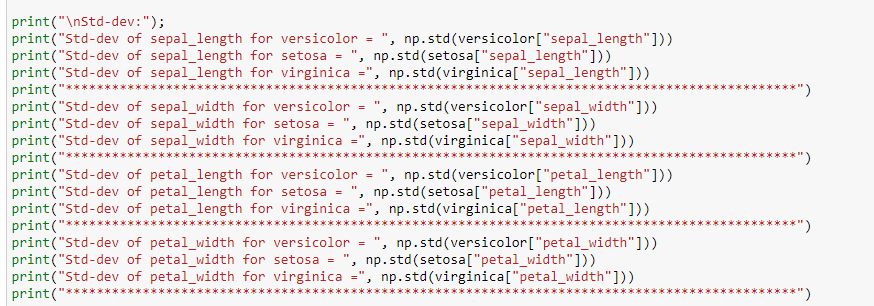 print("\nStd-dev:");
print("Std-dev of sepal_length for versicolor = ", np.std(versicolor["sepal_length"]))
print("Std-dev of sepal_length for setosa = ", np.std(setosa["sepal_length"]))
print("Std-dev of sepal_length for virginica =", np.std(virginica["sepal_length"]))
print("***********************************************************************************************")
print("Std-dev of sepal_width for versicolor = ", np.std(versicolor["sepal_width"]))
print("Std-dev of sepal_width for setosa = ", np.std(setosa["sepal_width"]))
print("Std-dev of sepal_width for virginica =", np.std(virginica["sepal_width"]))
print("***********************************************************************************************")
print("Std-dev of petal_length for versicolor = ", np.std(versicolor["petal_length"]))
print("Std-dev of petal_length for setosa = ", np.std(setosa["petal_length"]))
print("Std-dev of petal_length for virginica =", np.std(virginica["petal_length"]))
print("***********************************************************************************************")
print("Std-dev of petal_width for versicolor = ", np.std(versicolor["petal_width"]))
print("Std-dev of petal_width for setosa = ", np.std(setosa["petal_width"]))
print("Std-dev of petal_width for virginica =", np.std(virginica["petal_width"]))
print("***********************************************************************************************")